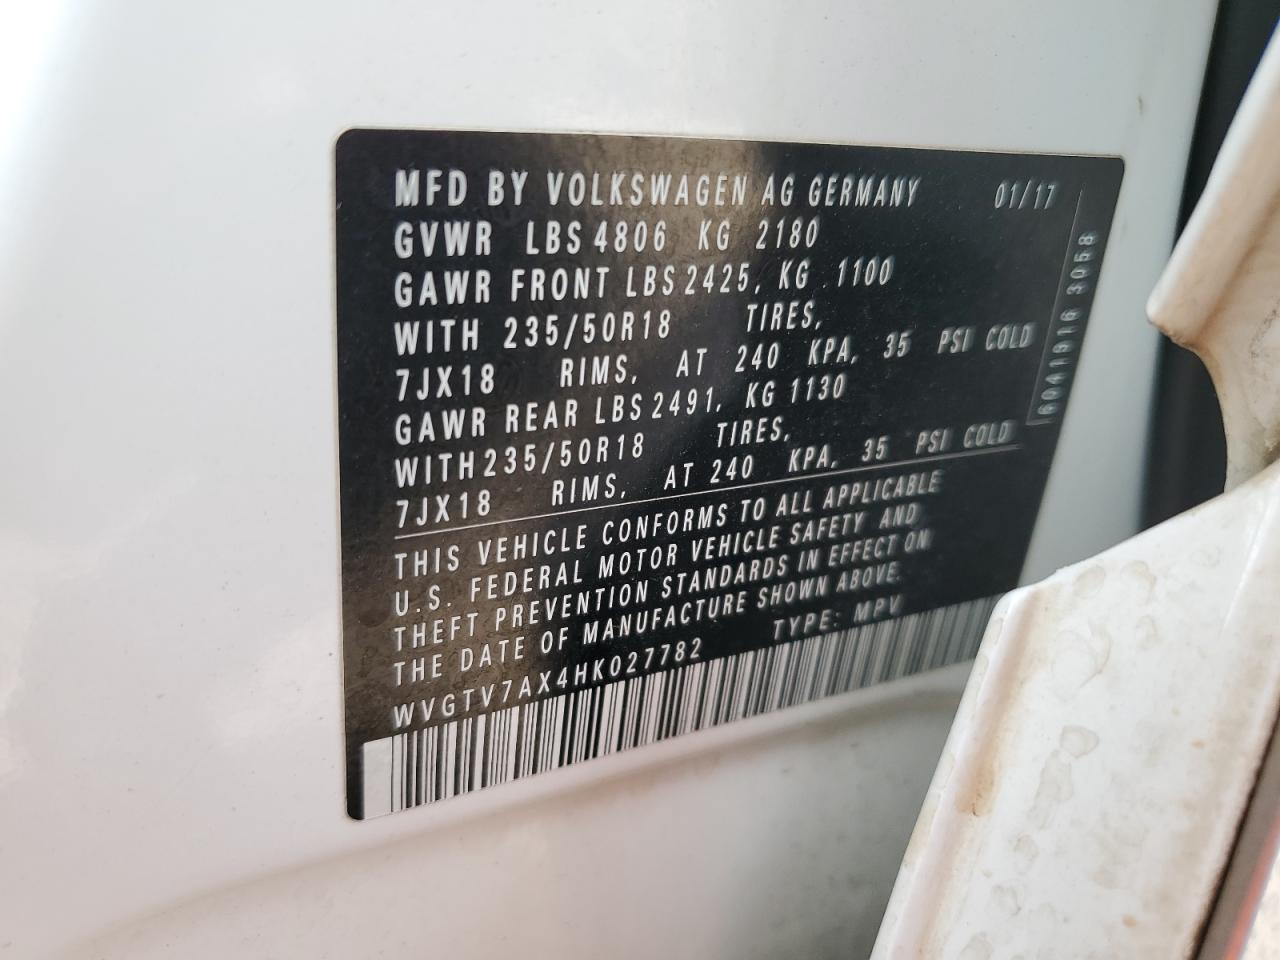 MFD BY VOLKSWAGEN AG GERMANY 01/17
GVWR LBS 4806 KG 2180
GAWR FRONT LBS 2425, KG 1100
WITH 235/50R18 TIRES,
7JX18 RIMS, AT 240 KPA, 35 PSI COLD
GAWR REAR LBS 2491, KG 1130
WITH 235/50R18 TIRES,
7JX18 RIMS, AT 240 KPA, 35 PSI COLD
THIS VEHICLE CONFORMS TO ALL APPLICABLE
U.S. FEDERAL MOTOR VEHICLE SAFETY AND
THEFT PREVENTION STANDARDS IN EFFECT ON
THE DATE OF MANUFACTURE SHOWN ABOVE.
WVGTV7AX4HK027782 TYPE: MPV
6041916 3058